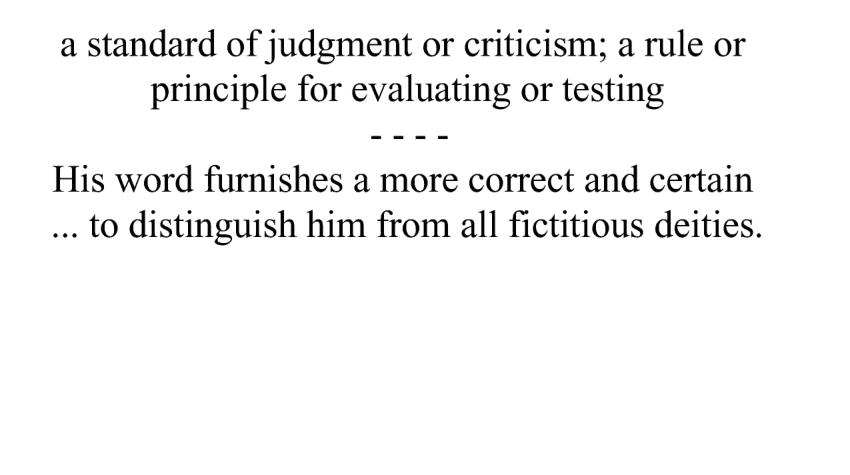 a standard of judgment or criticism; a rule or
principle for evaluating or testing
- - - -
His word furnishes a more correct and certain
... to distinguish him from all fictitious deities.